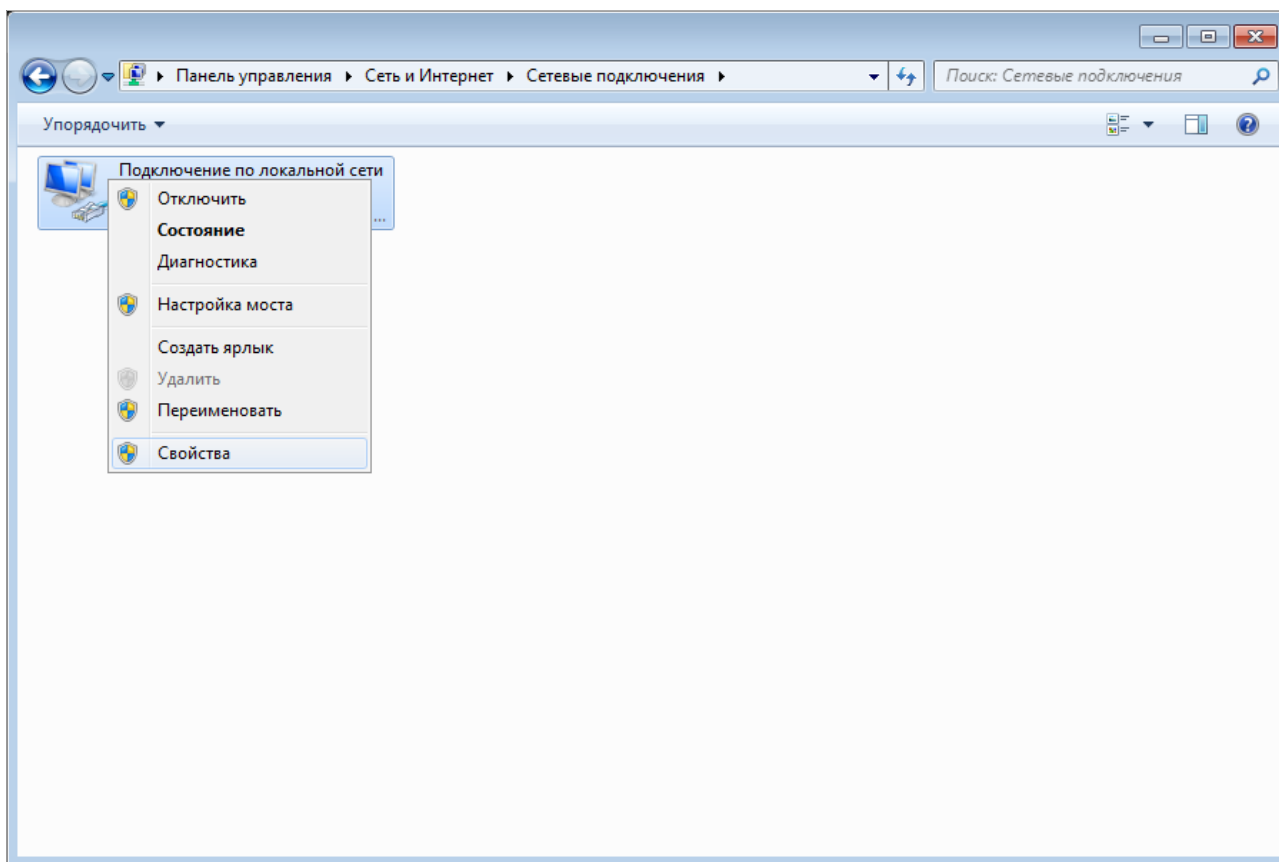 Панель управления ▸ Сеть и Интернет ▸ Сетевые подключения ▸ Поиск: Сетевые подключения
Упорядочить
Подключение по локальной сети
...
Отключить
Состояние
Диагностика
Настройка моста
Создать ярлык
Удалить
Переименовать
Свойства